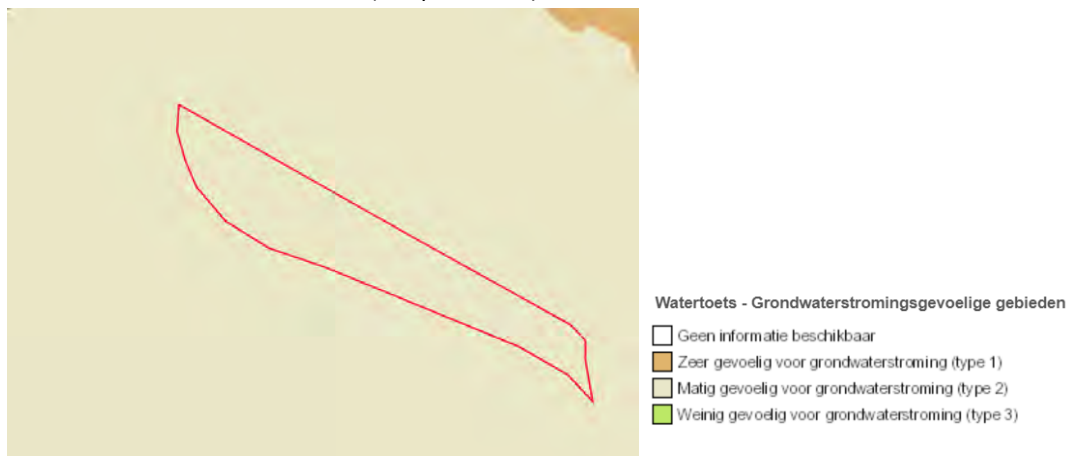 Watertoets - Grondwaterstromingsgevoelige gebieden
Geen informatie beschikbaar
Zeer gevoelig voor grondwaterstroming (type 1)
Matig gevoelig voor grondwaterstroming (type 2)
Weinig gevoelig voor grondwaterstroming (type 3)